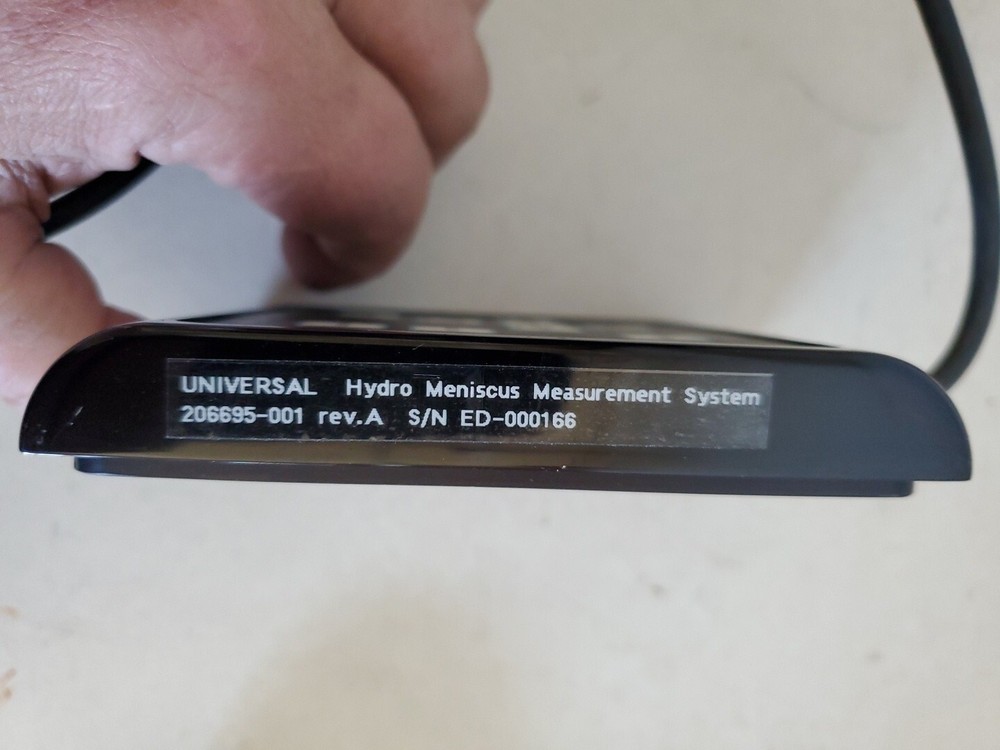 UNIVERSAL Hydro Meniscus Measurement System
206695-001 rev.A S/N ED-000166